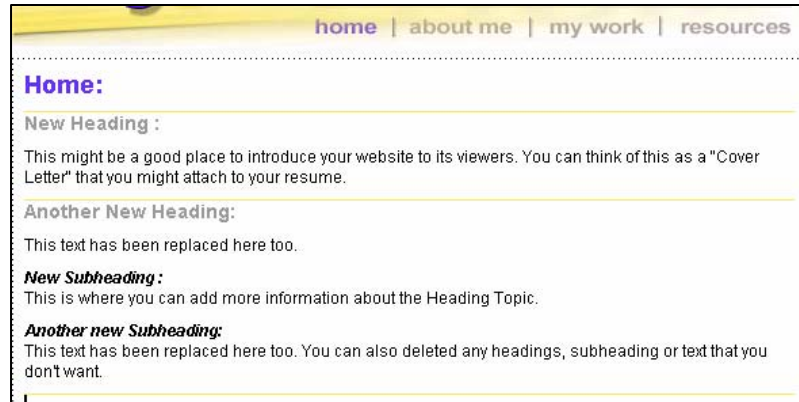 home | about me | my work | resources
Home:
New Heading :
This might be a good place to introduce your website to its viewers. You can think of this as a "Cover
Letter" that you might attach to your resume.
Another New Heading:
This text has been replaced here too.
New Subheading :
This is where you can add more information about the Heading Topic.
Another new Subheading:
This text has been replaced here too. You can also deleted any headings, subheading or text that you
don't want.